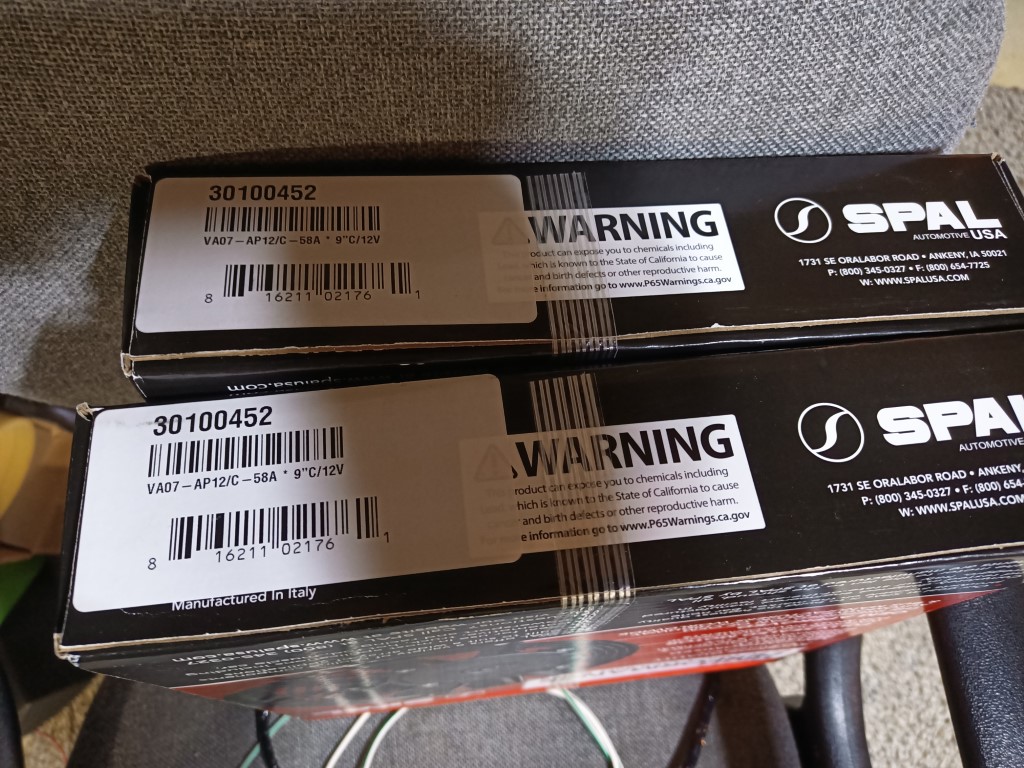 30100452
VA07-AP12/C-58A * 9"C/12V
8 16211 02176 1
WARNING
product can expose you to chemicals including
which is known to the State of California to cause
and birth defects or other reproductive harm.
information go to www.P65Warnings.ca.gov
SPAL
AUTOMOTIVE USA
1731 SE ORALABOR ROAD • ANKENY, IA 50021
P: (800) 345-0327 • F: (800) 654-7725
W: WWW.SPALUSA.COM
30100452
VA07-AP12/C-58A * 9"C/12V
8 16211 02176 1
Manufactured In Italy
WARNING
roduct can expose you to chemicals including
which is known to the State of California to cause
and birth defects or other reproductive harm.
e information go to www.P65Warnings.ca.gov
SPAL
AUTOMOTIVE
1731 SE ORALABOR ROAD • ANKENY,
P: (800) 345-0327 • F: (800) 654-
W: WWW.SPALUSA.COM